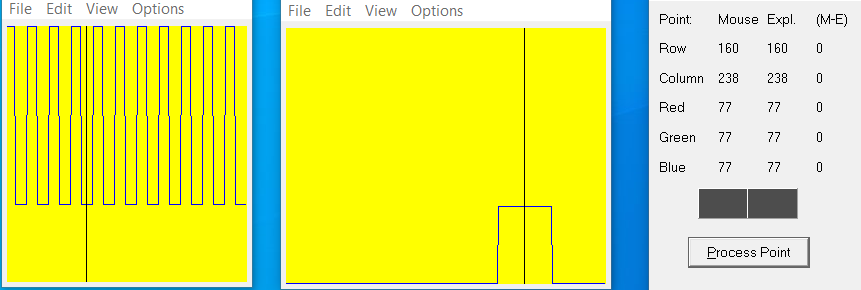 File Edit View Options
File Edit View Options
Point: Mouse Expl. (M-E)
Row 160 160 0
Column 238 238 0
Red 77 77 0
Green 77 77 0
Blue 77 77 0
Process Point